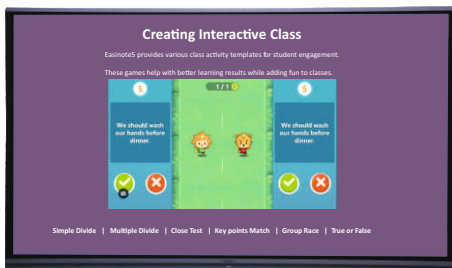 Creating Interactive Class
Easinote5 provides various class activity templates for student engagement.
These games help with better learning results while adding fun to classes.
5
1/1
5
We should wash
our hands before
dinner.
We should wash
our hands before
dinner.
Simple Divide | Multiple Divide | Close Test | Key points Match | Group Race | True or False